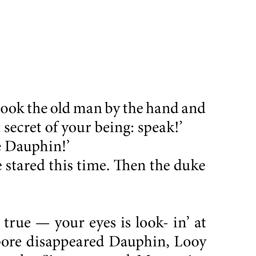 ook the old man by the hand and
secret of your being: speak!’
Dauphin!’
stared this time. Then the duke
true — your eyes is look- in’ at
ore disappeared Dauphin, Looy